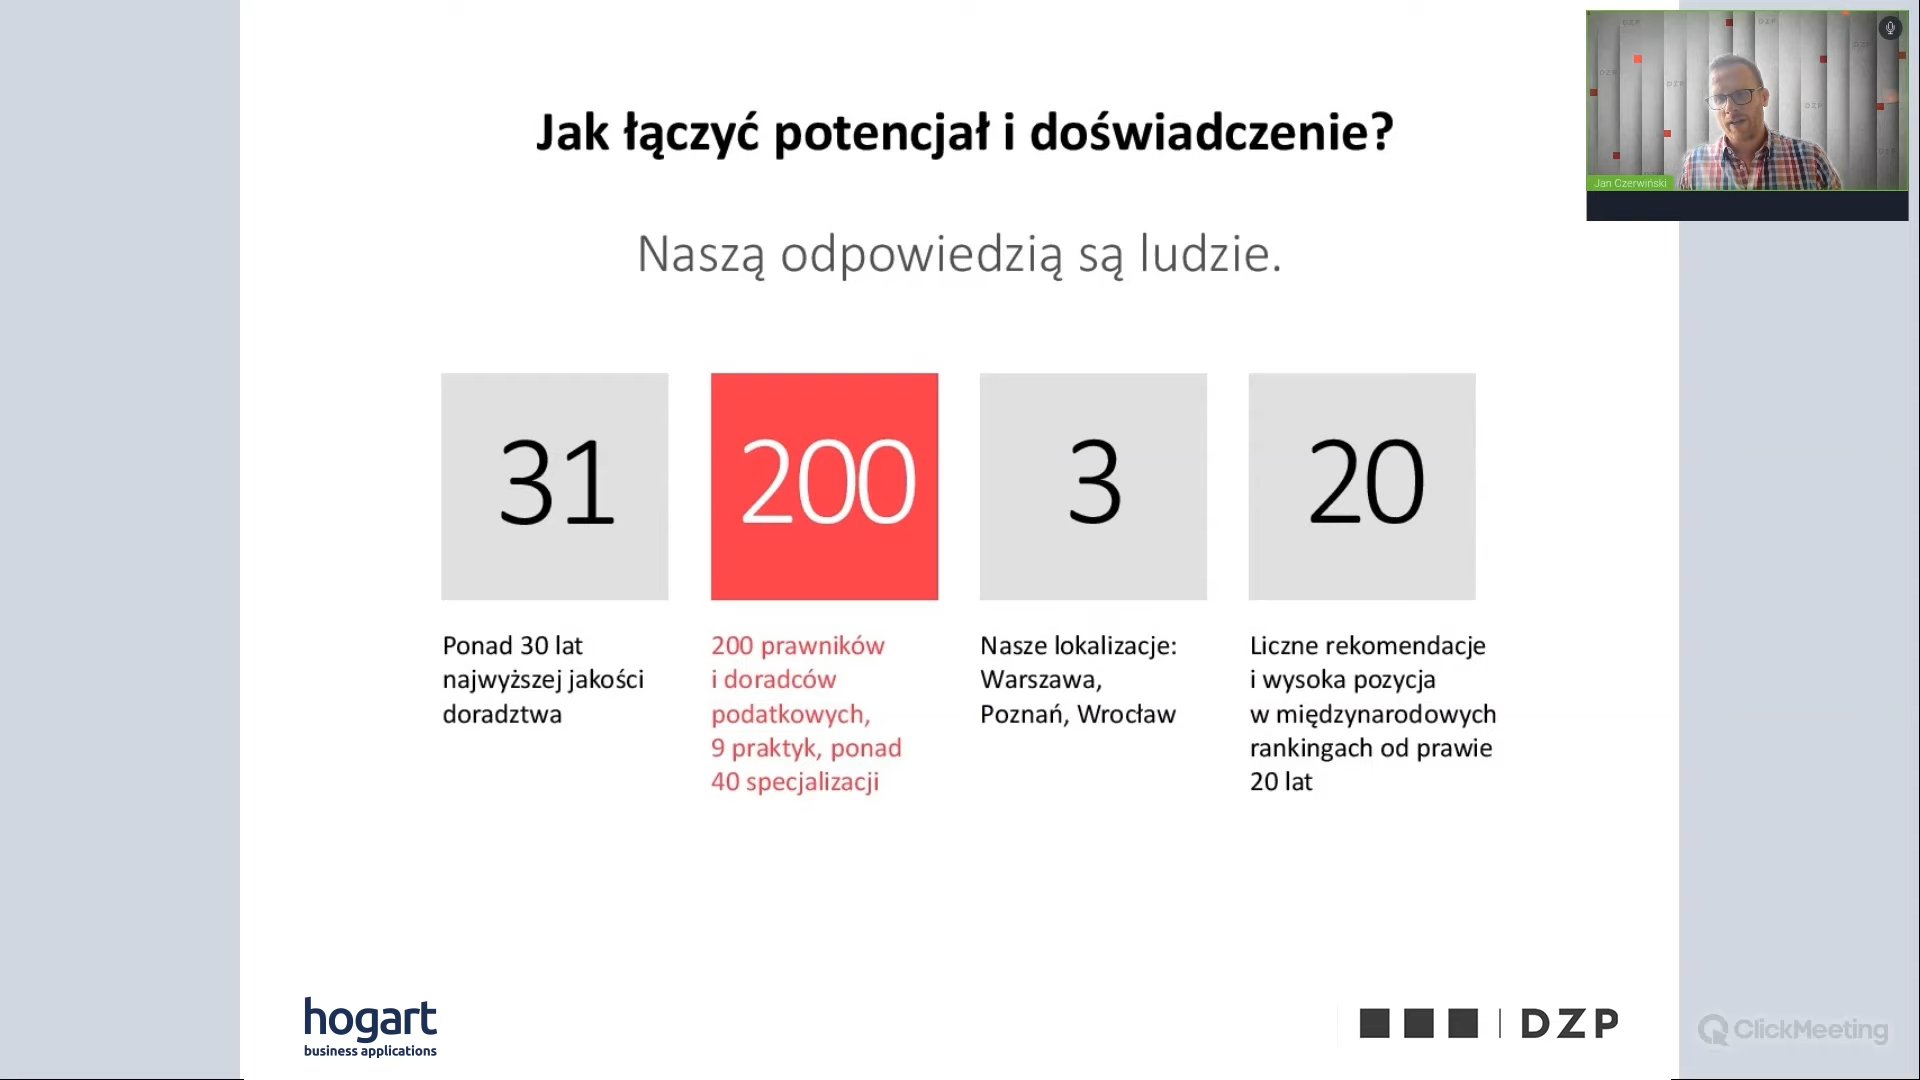 Jak łączyć potencjał i doświadczenie?
Naszą odpowiedzią są ludzie.
31
200
3
20
Ponad 30 lat
najwyższej jakości
doradztwa
200 prawników
i doradców
podatkowych,
9 praktyk, ponad
40 specjalizacji
Nasze lokalizacje:
Warszawa,
Poznań, Wrocław
Liczne rekomendacje
i wysoka pozycja
w międzynarodowych
rankingach od prawie
20 lat
Jan Czerwiński
hogart
business applications
DZP
ClickMeeting